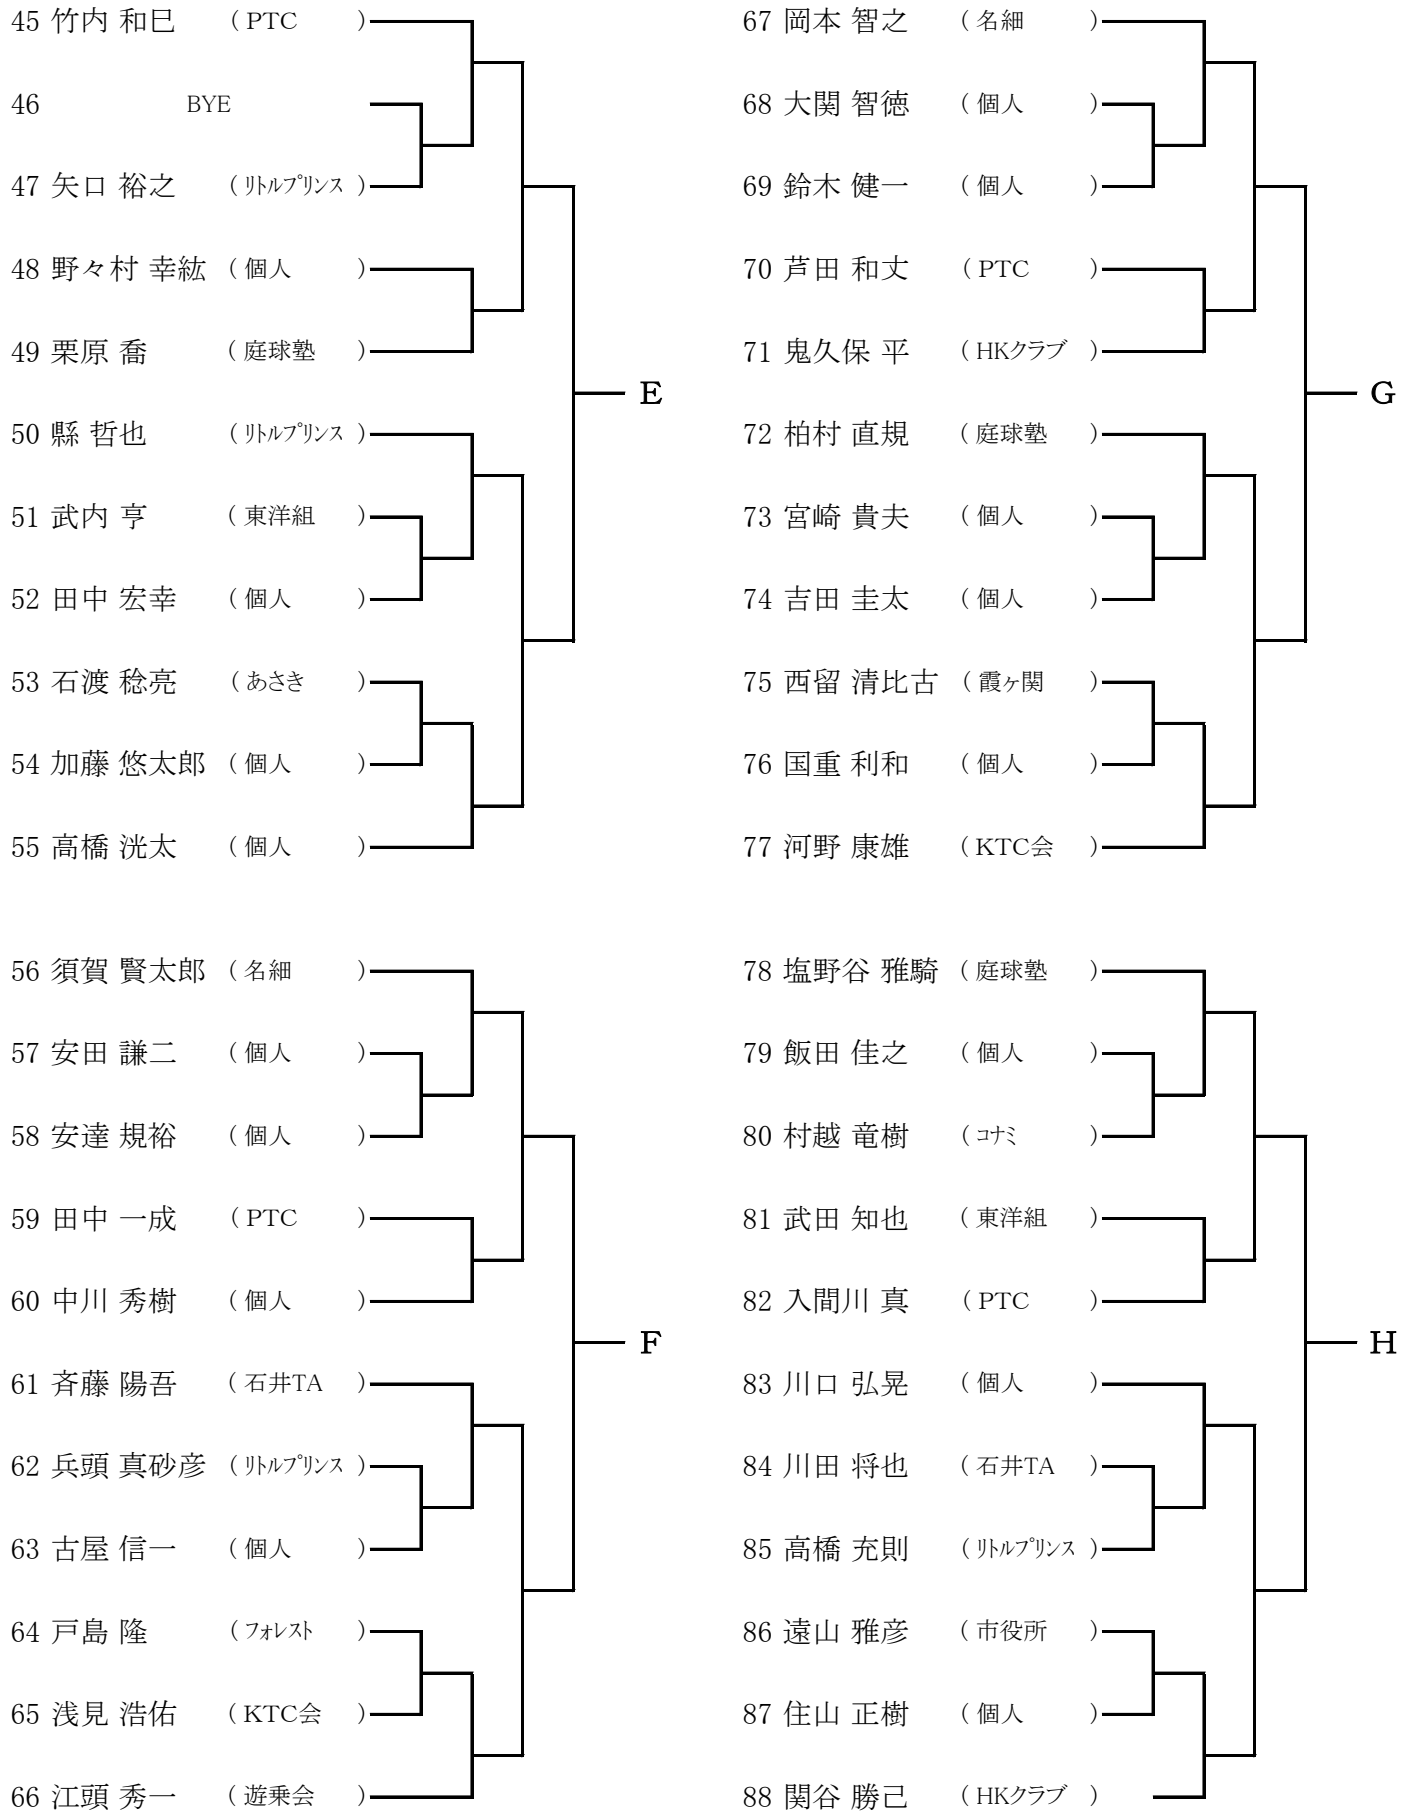 45 竹内 和巳 ( PTC )
46 BYE
47 矢口 裕之 ( リトルプリンス )
48 野々村 幸紘 ( 個人 )
49 栗原 喬 ( 庭球塾 )
E
50 縣 哲也 ( リトルプリンス )
51 武内 亨 ( 東洋組 )
52 田中 宏幸 ( 個人 )
53 石渡 稔亮 ( あさき )
54 加藤 悠太郎 ( 個人 )
55 高橋 洸太 ( 個人 )
56 須賀 賢太郎 ( 名細 )
57 安田 謙二 ( 個人 )
58 安達 規裕 ( 個人 )
59 田中 一成 ( PTC )
60 中川 秀樹 ( 個人 )
F
61 斉藤 陽吾 ( 石井TA )
62 兵頭 真砂彦 ( リトルプリンス )
63 古屋 信一 ( 個人 )
64 戸島 隆 ( フォレスト )
65 浅見 浩佑 ( KTC会 )
66 江頭 秀一 ( 遊乗会 )
67 岡本 智之 ( 名細 )
68 大関 智徳 ( 個人 )
69 鈴木 健一 ( 個人 )
70 芦田 和丈 ( PTC )
71 鬼久保 平 ( HKクラブ )
G
72 柏村 直規 ( 庭球塾 )
73 宮崎 貴夫 ( 個人 )
74 吉田 圭太 ( 個人 )
75 西留 清比古 ( 霞ヶ関 )
76 国重 利和 ( 個人 )
77 河野 康雄 ( KTC会 )
78 塩野谷 雅騎 ( 庭球塾 )
79 飯田 佳之 ( 個人 )
80 村越 竜樹 ( コナミ )
81 武田 知也 ( 東洋組 )
82 入間川 真 ( PTC )
H
83 川口 弘晃 ( 個人 )
84 川田 将也 ( 石井TA )
85 高橋 充則 ( リトルプリンス )
86 遠山 雅彦 ( 市役所 )
87 住山 正樹 ( 個人 )
88 関谷 勝己 ( HKクラブ )